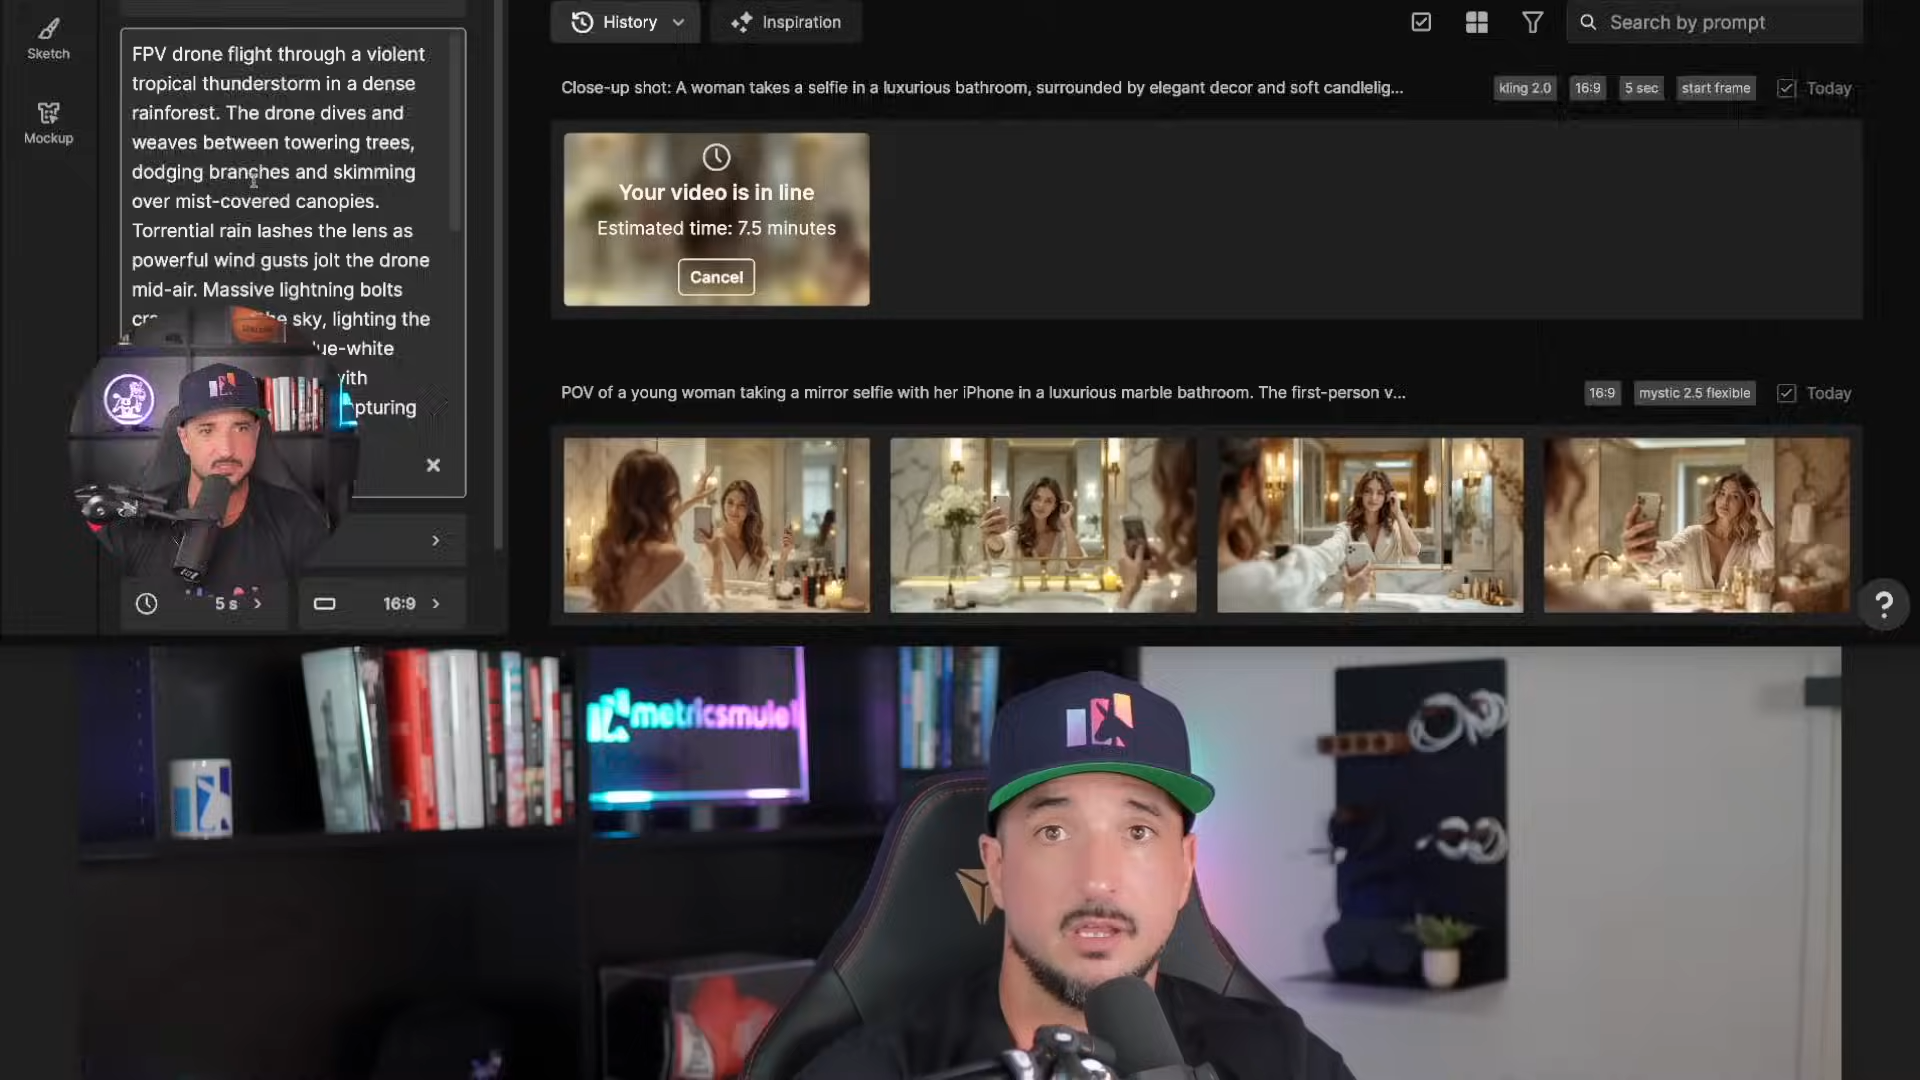 Sketch
Mockup
FPV drone flight through a violent
tropical thunderstorm in a dense
rainforest. The drone dives and
weaves between towering trees,
dodging branches and skimming
over mist-covered canopies.
Torrential rain lashes the lens as
powerful wind gusts jolt the drone
mid-air. Massive lightning bolts
sky, lighting the
5 s
16:9
History
Inspiration
Search by prompt
Close-up shot: A woman takes a selfie in a luxurious bathroom, surrounded by elegant decor and soft candlelig...
kling 2.0
16:9
5 sec
start frame
Today
Your video is in line
Estimated time: 7.5 minutes
Cancel
POV of a young woman taking a mirror selfie with her iPhone in a luxurious marble bathroom. The first-person v...
16:9
mystic 2.5 flexible
Today
?
metricsmule